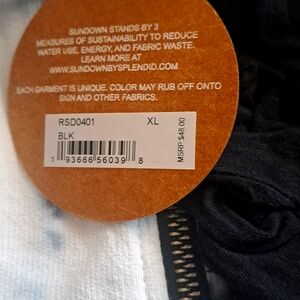 SUNDOWN STANDS BY 3
MEASURES OF SUSTAINABILITY TO REDUCE
WATER USE, ENERGY, AND FABRIC WASTE.
LEARN MORE AT
WWW.SUNDOWNBYSPLENDID.COM
EACH GARMENT IS UNIQUE. COLOR MAY RUB OFF ONTO
SKIN AND OTHER FABRICS.
RSD0401 XL
BLK
1 93666 56039 8
MSRP $48.00